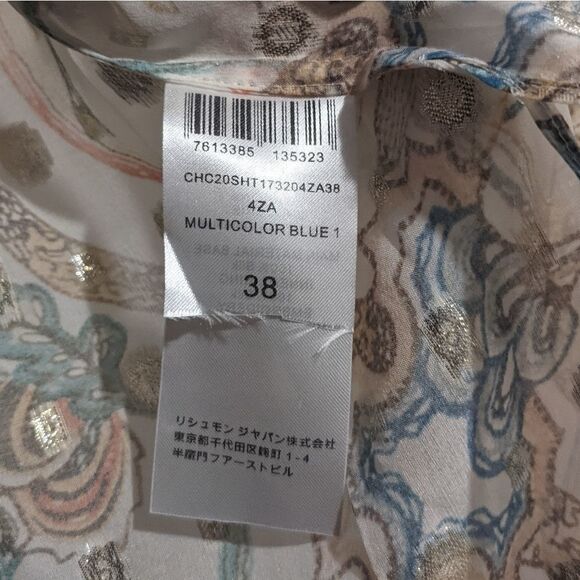 7613385 135323
CHC20SHT173204ZA38
4ZA
MULTICOLOR BLUE 1
38
リシュモン ジャパン株式会社
東京都千代田区麹町1-4
半蔵門ファーストビル